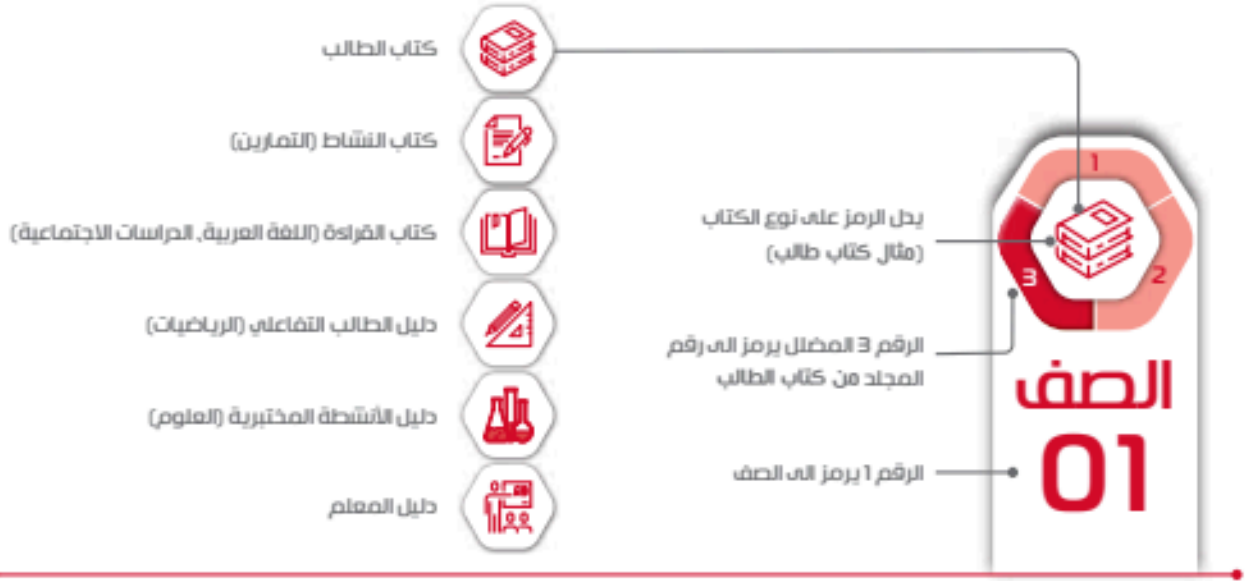 1
2
3
الصف
01
يدل الرمز على نوع الكتاب
(مثال كتاب طالب)
الرقم 3 المضلل يرمز الى رقم
المجلد من كتاب الطالب
الرقم 1 يرمز الى الصف
كتاب الطالب
كتاب النشاط (التمارين)
كتاب القراءة (اللغة العربية، الدراسات الاجتماعية)
دليل الطالب التفاعلي (الرياضيات)
دليل الأنشطة المختبرية (العلوم)
دليل المعلم